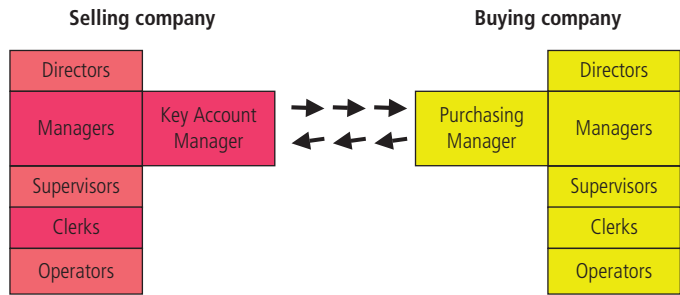 Selling company
Buying company
Directors
Managers
Key Account
Manager
Supervisors
Clerks
Operators
Purchasing
Manager
Directors
Managers
Supervisors
Clerks
Operators